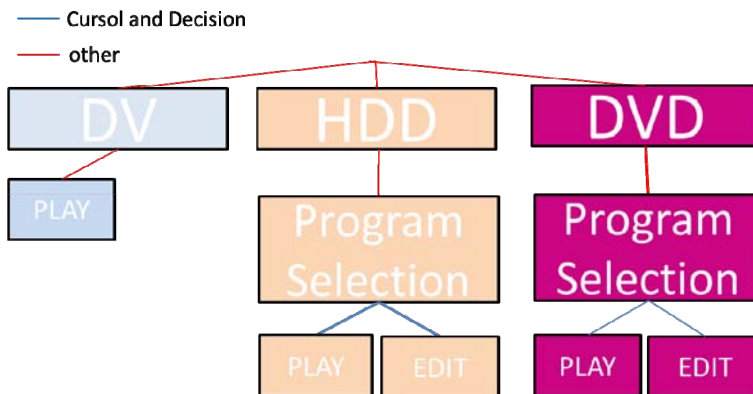 Cursol and Decision
other
DV
HDD
DVD
PLAY
Program
Selection
Program
Selection
PLAY
EDIT
PLAY
EDIT